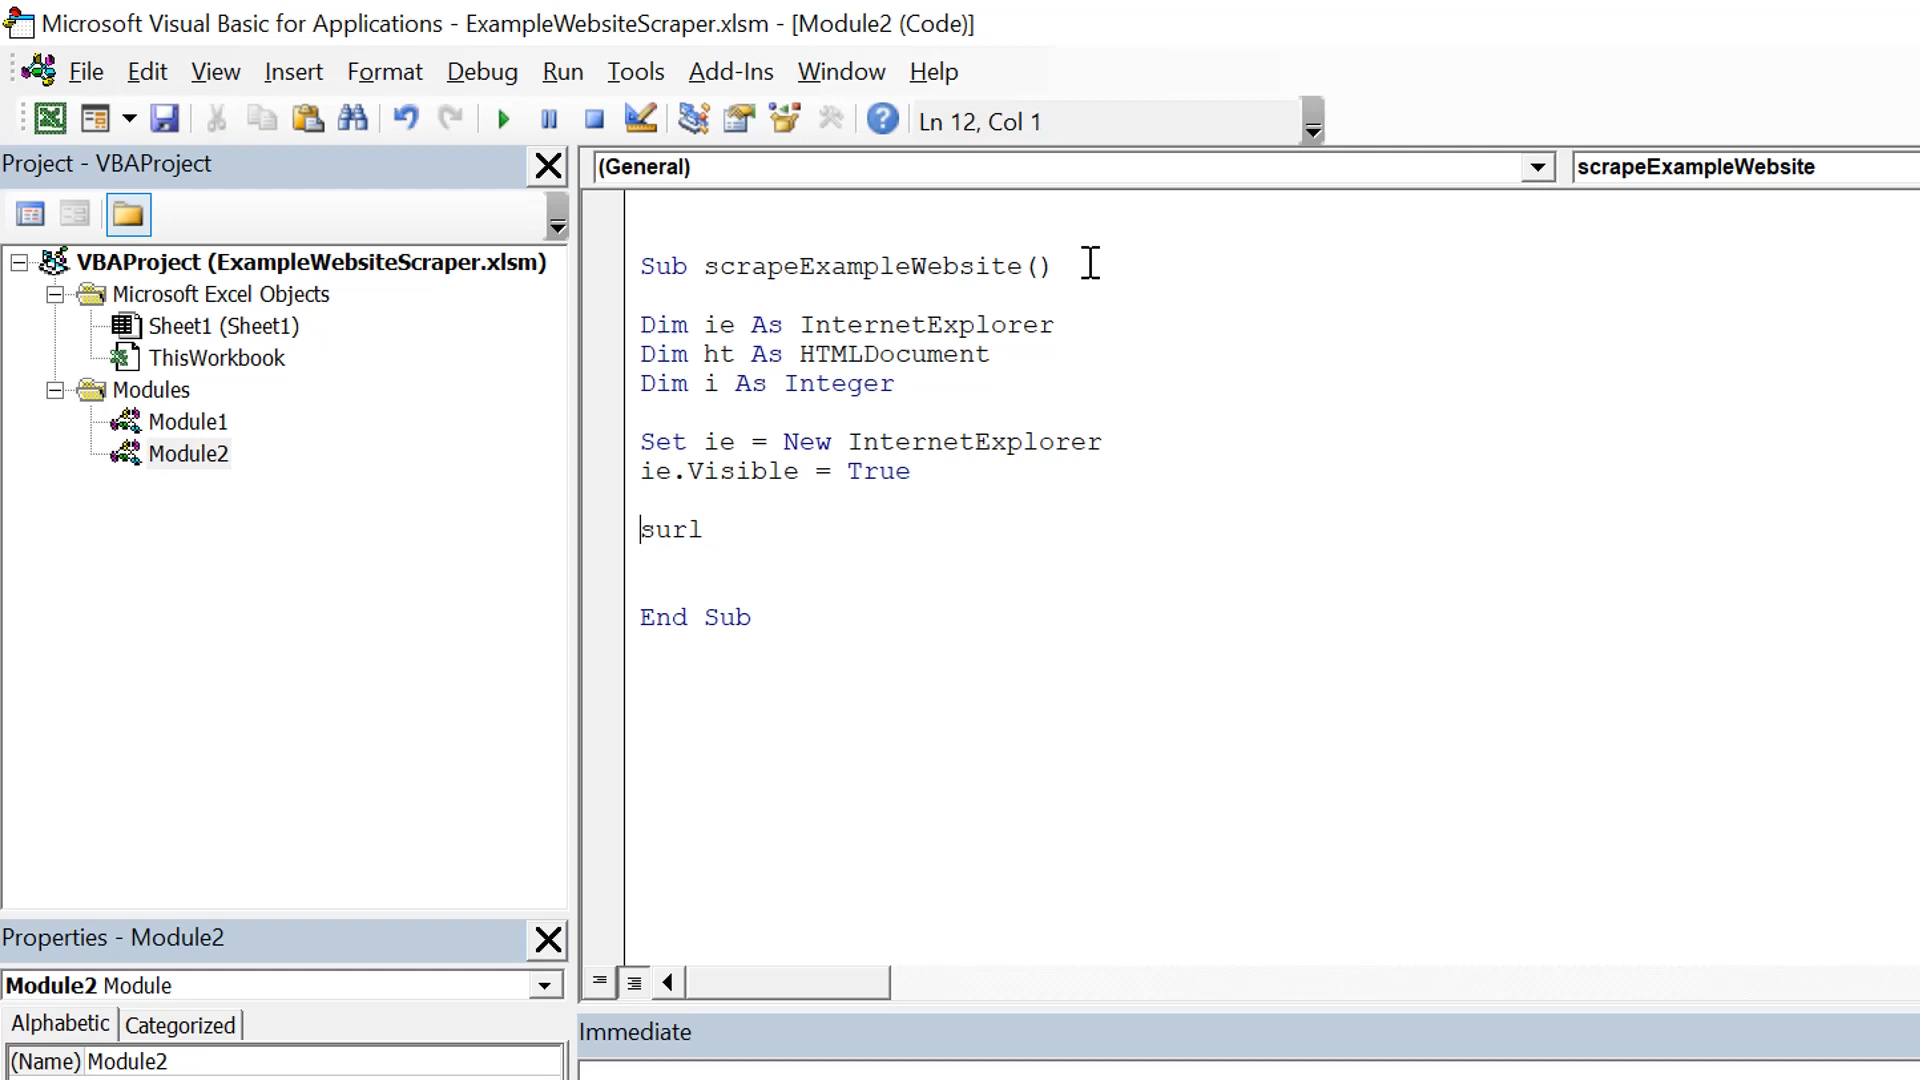 Microsoft Visual Basic for Applications - ExampleWebsiteScraper.xlsm - [Module2 (Code)]
File Edit View Insert Format Debug Run Tools Add-Ins Window Help
Ln 12, Col 1
Project - VBAProject
VBAProject (ExampleWebsiteScraper.xlsm)
Microsoft Excel Objects
Sheet1 (Sheet1)
ThisWorkbook
Modules
Module1
Module2
Properties - Module2
Module2 Module
Alphabetic Categorized
(Name) Module2
(General) scrapeExampleWebsite
Sub scrapeExampleWebsite()
Dim ie As InternetExplorer
Dim ht As HTMLDocument
Dim i As Integer
Set ie = New InternetExplorer
ie.Visible = True
surl
End Sub
Immediate